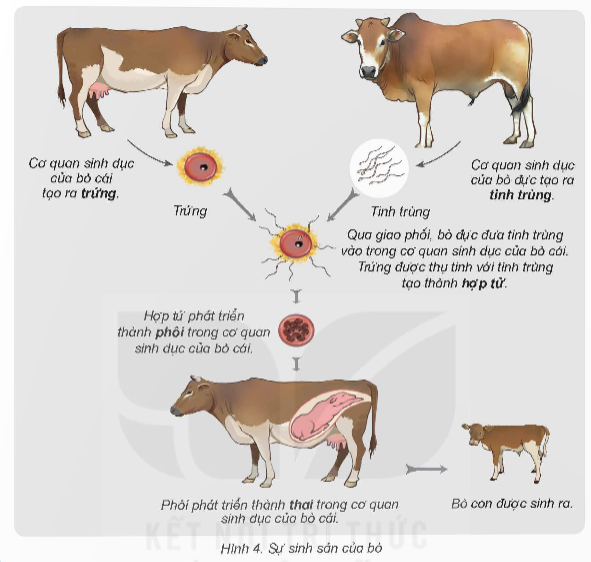 Cơ quan sinh dục
của bò cái
tạo ra trứng.
Trứng
Tinh trùng
Cơ quan sinh dục
của bò đực tạo ra
tinh trùng.
Qua giao phối, bò đực đưa tinh trùng
vào trong cơ quan sinh dục của bò cái.
Trứng được thụ tinh với tinh trùng
tạo thành hợp tử.
Hợp tử phát triển
thành phôi trong cơ quan
sinh dục của bò cái.
Phôi phát triển thành thai trong cơ quan
sinh dục của bò cái.
Bò con được sinh ra.
KẾT NỐI TRI THỨC
Hình 4. Sự sinh sản của bò